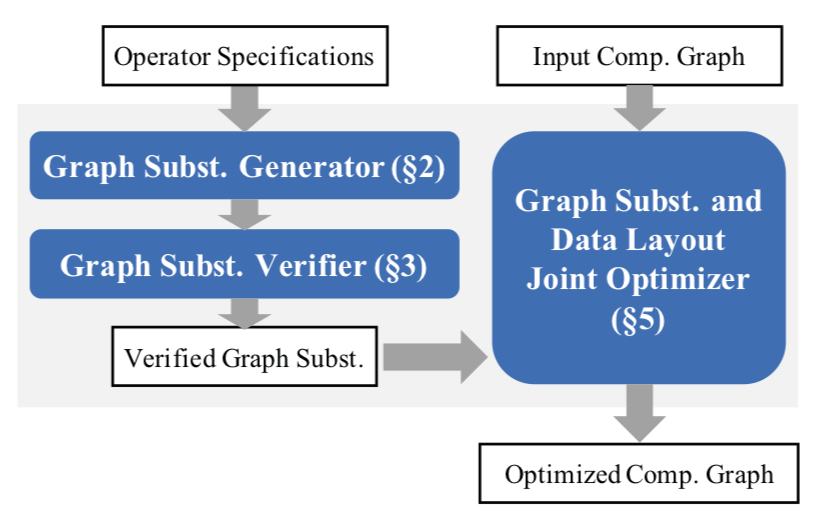 Operator Specifications
Input Comp. Graph
Graph Subst. Generator (§2)
Graph Subst. Verifier (§3)
Verified Graph Subst.
Graph Subst. and
Data Layout
Joint Optimizer
(§5)
Optimized Comp. Graph